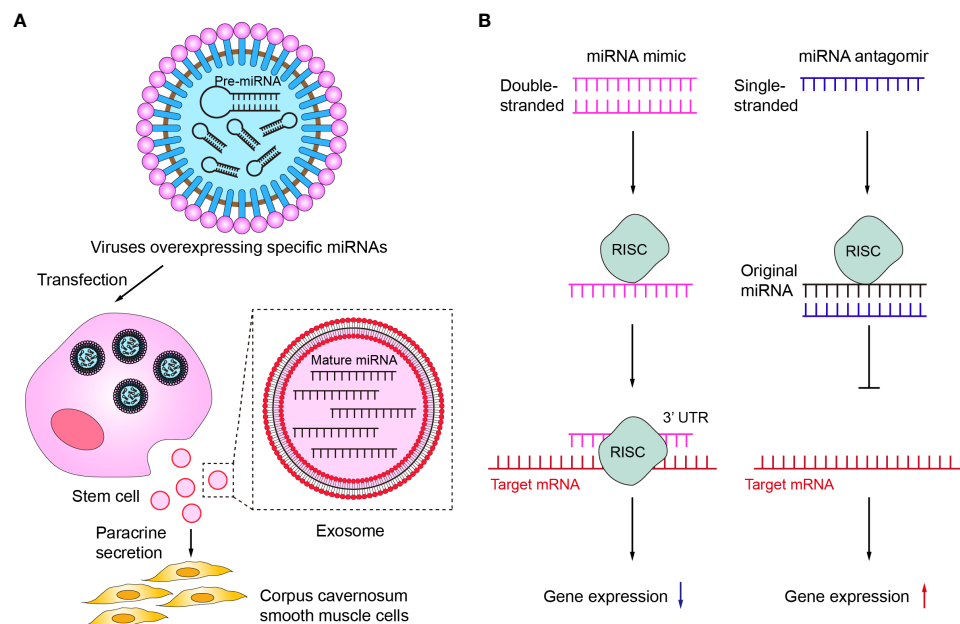 A
Pre-miRNA
Viruses overexpressing specific miRNAs
Transfection
Mature miRNA
Stem cell
Exosome
Paracrine
secretion
Corpus cavernosum
smooth muscle cells
B
miRNA mimic
Double-
stranded
RISC
3’ UTR
RISC
Target mRNA
Gene expression
miRNA antagomir
Single-
stranded
RISC
Original
miRNA
Target mRNA
Gene expression